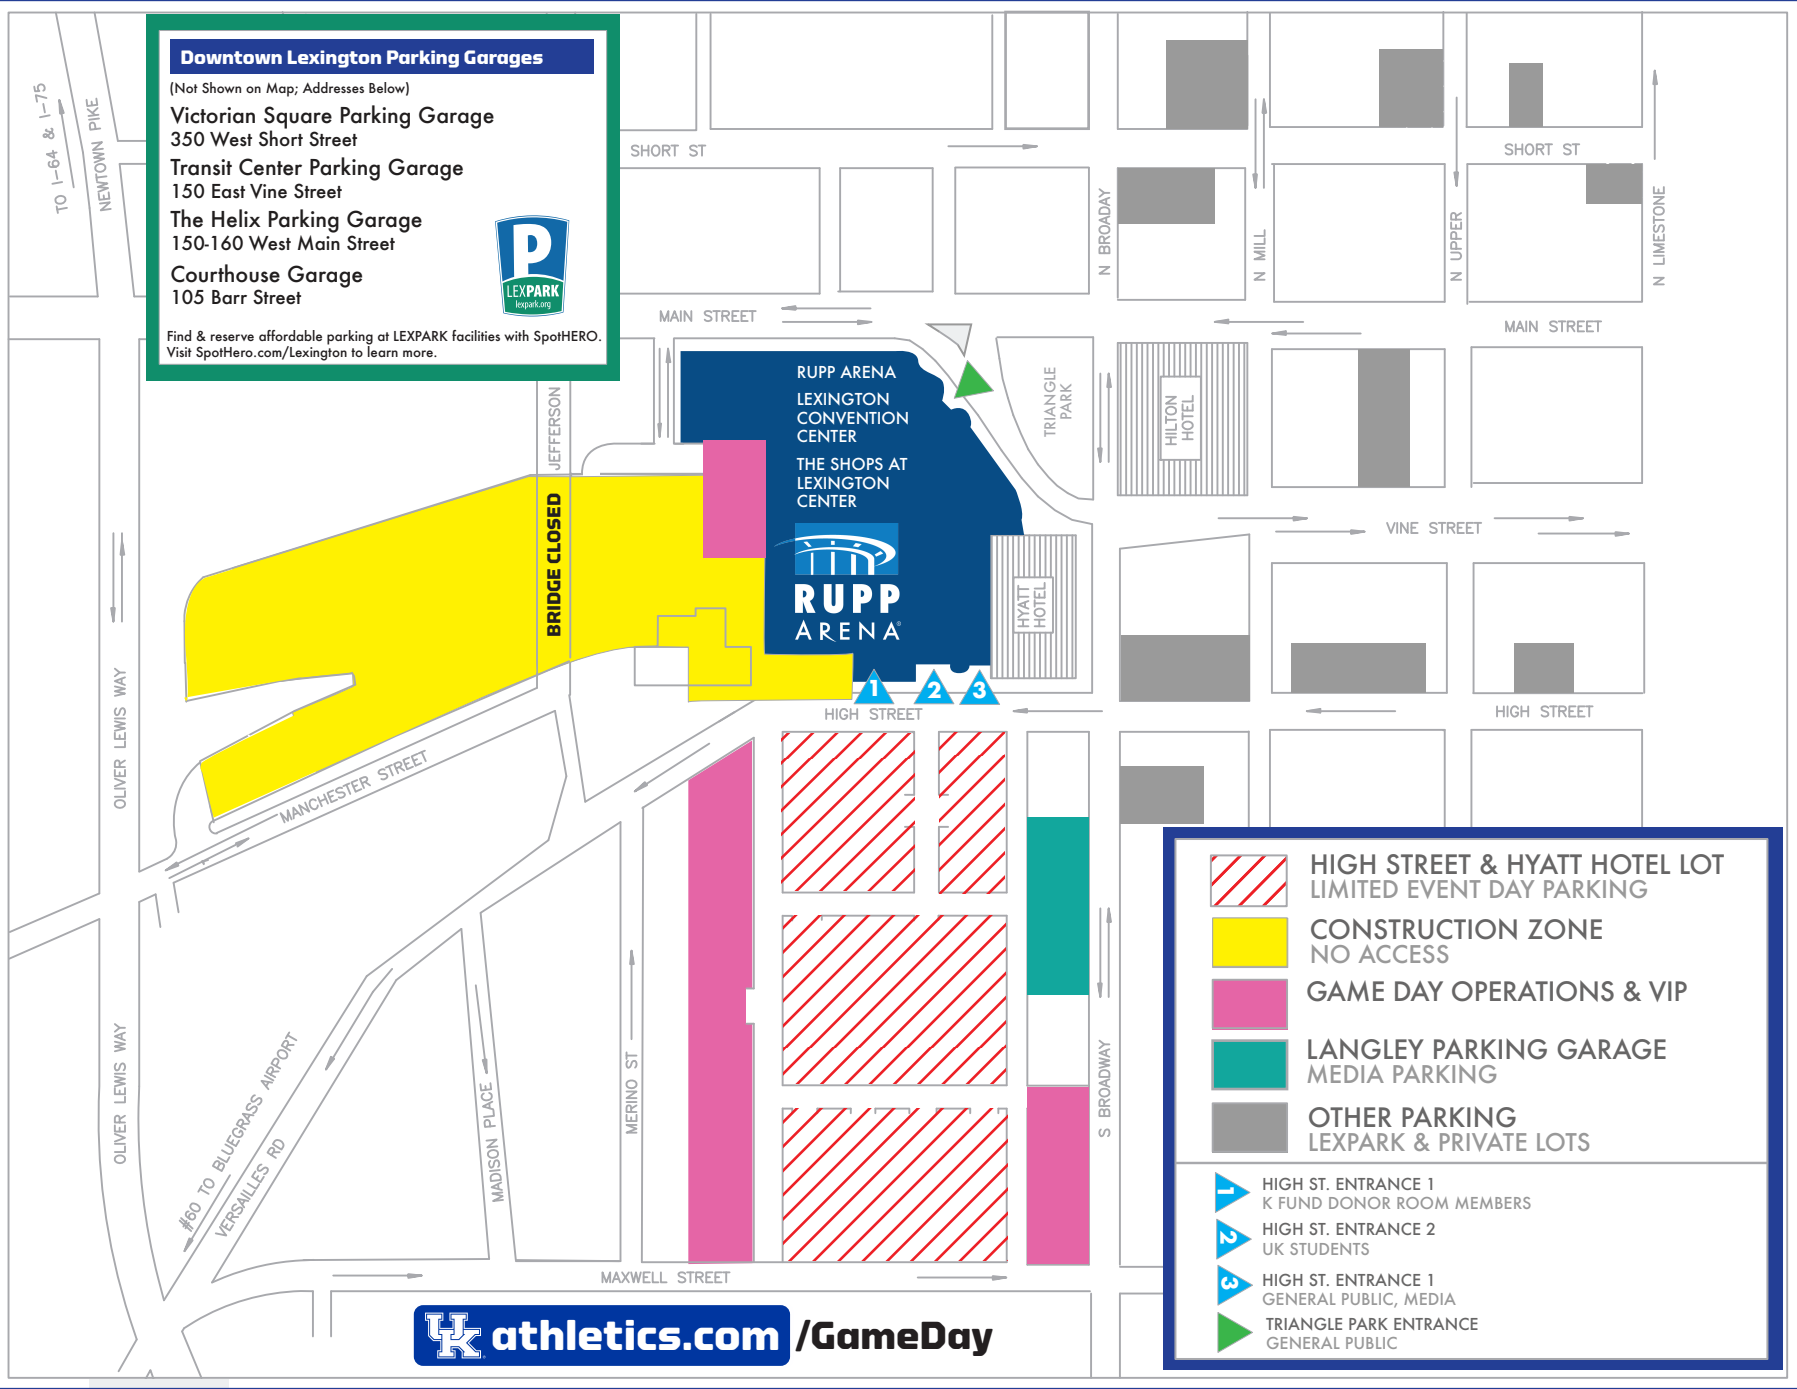 Downtown Lexington Parking Garages
(Not Shown on Map; Addresses Below)
Victorian Square Parking Garage
350 West Short Street
Transit Center Parking Garage
150 East Vine Street
The Helix Parking Garage
150-160 West Main Street
Courthouse Garage
105 Barr Street
P
LEXPARK
lexpark.org
Find & reserve affordable parking at LEXPARK facilities with SpotHERO.
Visit SpotHero.com/Lexington to learn more.
TO I-64 & I-75
NEWTOWN PIKE
SHORT ST
SHORT ST
N BROADAY
N MILL
N UPPER
N LIMESTONE
MAIN STREET
MAIN STREET
JEFFERSON
RUPP ARENA
LEXINGTON
CONVENTION
CENTER
THE SHOPS AT
LEXINGTON
CENTER
RUPP
ARENA®
TRIANGLE
PARK
HILTON
HOTEL
HYATT
HOTEL
VINE STREET
BRIDGE CLOSED
1
2
3
HIGH STREET
HIGH STREET
OLIVER LEWIS WAY
MANCHESTER STREET
OLIVER LEWIS WAY
#60 TO BLUEGRASS AIRPORT
VERSAILLES RD
MADISON PLACE
MERINO ST
S BROADWAY
MAXWELL STREET
HIGH STREET & HYATT HOTEL LOT
LIMITED EVENT DAY PARKING
CONSTRUCTION ZONE
NO ACCESS
GAME DAY OPERATIONS & VIP
LANGLEY PARKING GARAGE
MEDIA PARKING
OTHER PARKING
LEXPARK & PRIVATE LOTS
1
HIGH ST. ENTRANCE 1
K FUND DONOR ROOM MEMBERS
2
HIGH ST. ENTRANCE 2
UK STUDENTS
3
HIGH ST. ENTRANCE 1
GENERAL PUBLIC, MEDIA
TRIANGLE PARK ENTRANCE
GENERAL PUBLIC
UK athletics.com/GameDay